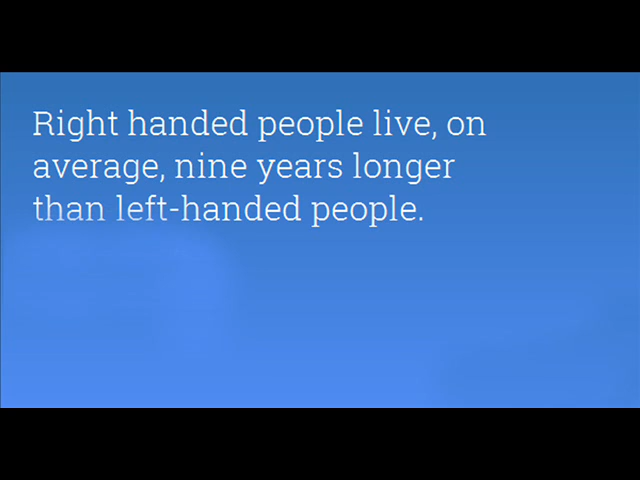 Right handed people live, on
average, nine years longer
than left-handed people.